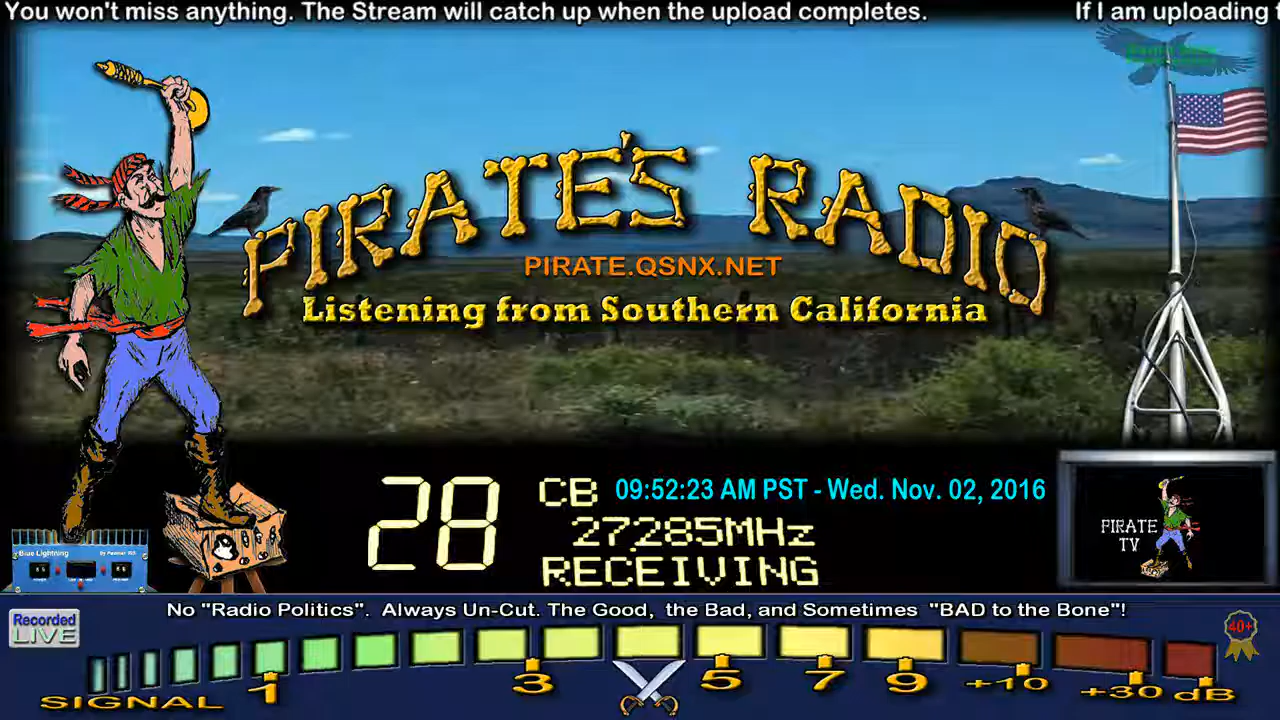 You won't miss anything. The Stream will catch up when the upload completes. If I am uploading
PIRATE'S RADIO
PIRATE.QSNX.NET
Listening from Southern California
28 CB 09:52:23 AM PST - Wed. Nov. 02, 2016
27.285MHz
RECEIVING
PIRATE
TV
Blue Lightning
No "Radio Politics". Always Un-Cut. The Good, the Bad, and Sometimes "BAD to the Bone"!
Recorded
LIVE
40+
SIGNAL 1 3 5 7 9 +10 +30 dB